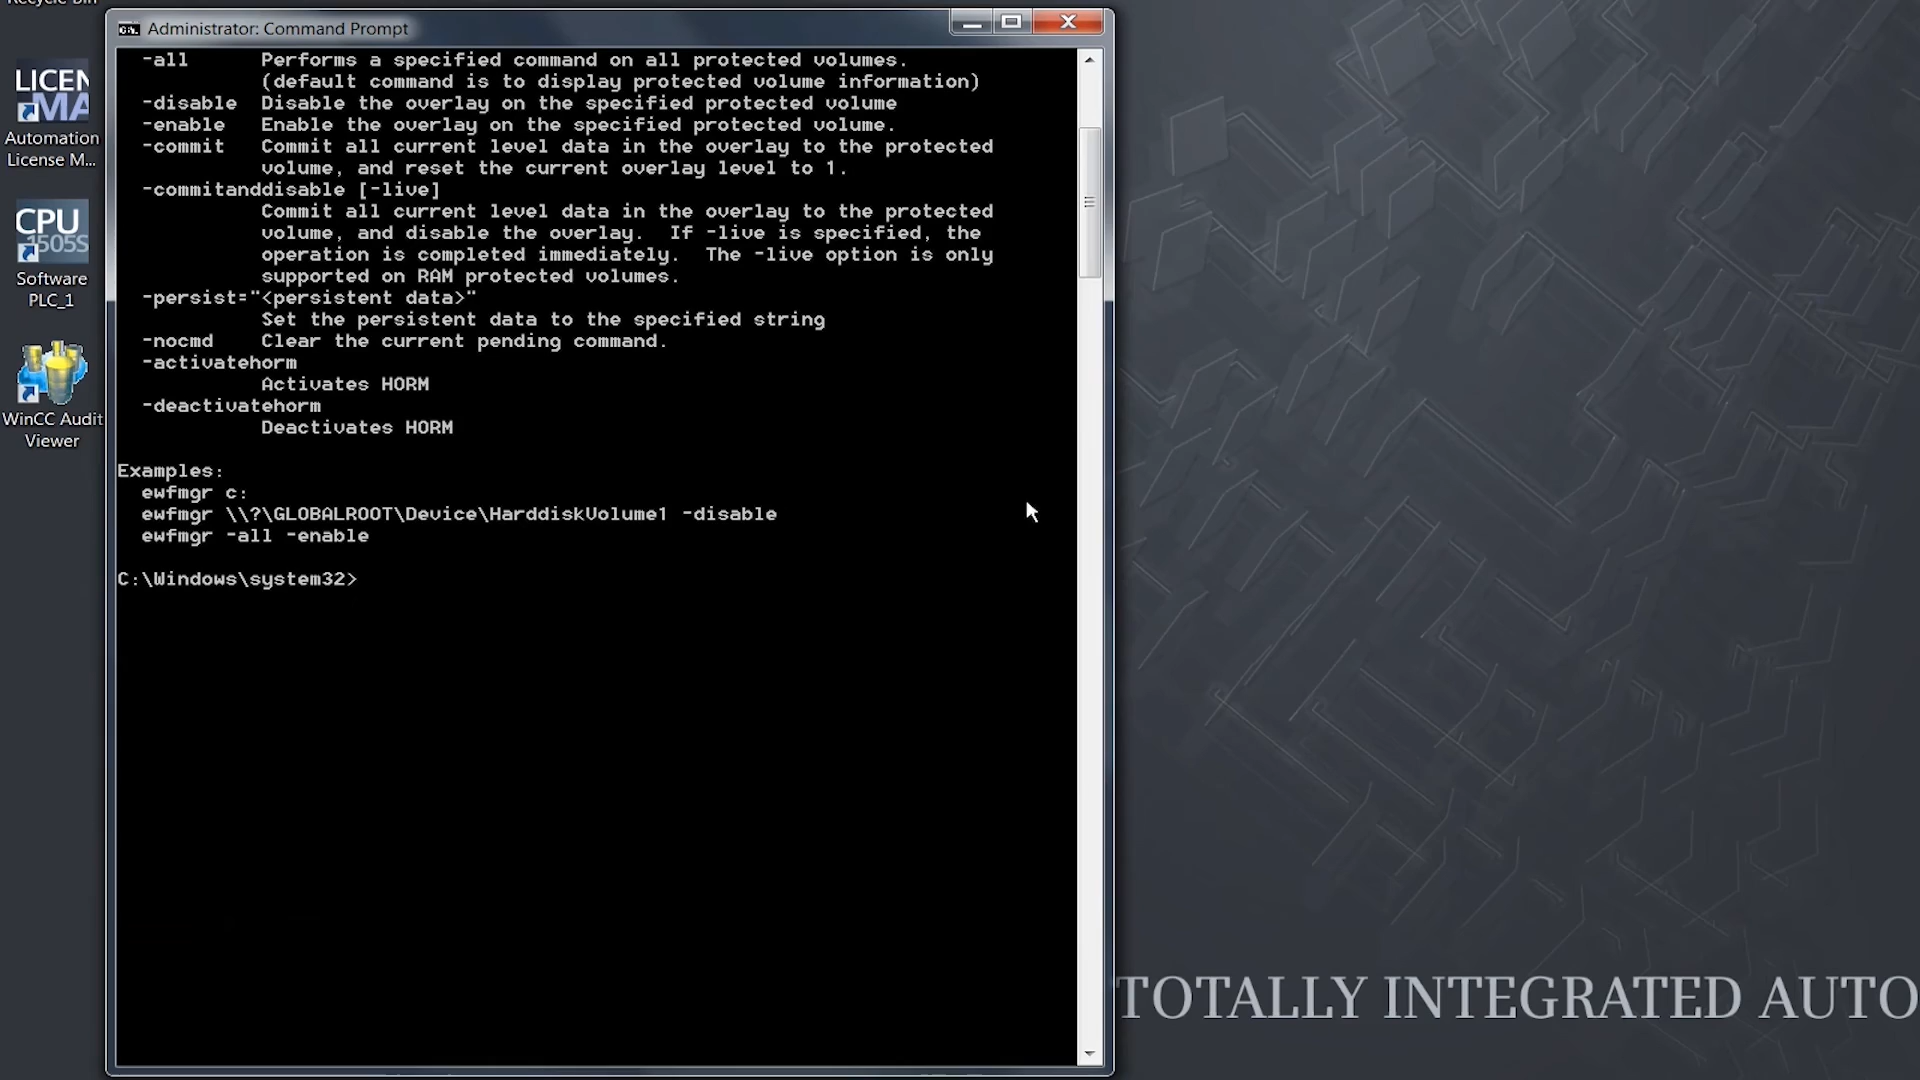 Recycle Bin
Administrator: Command Prompt
-all Performs a specified command on all protected volumes.
(default command is to display protected volume information)
-disable Disable the overlay on the specified protected volume
-enable Enable the overlay on the specified protected volume.
-commit Commit all current level data in the overlay to the protected
volume, and reset the current overlay level to 1.
-commitanddisable [-live]
Commit all current level data in the overlay to the protected
volume, and disable the overlay. If -live is specified, the
operation is completed immediately. The -live option is only
supported on RAM protected volumes.
-persist="<persistent data>"
Set the persistent data to the specified string
-nocmd Clear the current pending command.
-activatehorm
Activates HORM
-deactivatehorm
Deactivates HORM
Examples:
ewfmgr c:
ewfmgr \\?\GLOBALROOT\Device\HarddiskVolume1 -disable
ewfmgr -all -enable
C:\Windows\system32>
LICEN
MA
Automation
License M...
CPU
1505S
Software
PLC_1
WinCC Audit
Viewer
TOTALLY INTEGRATED AUTO